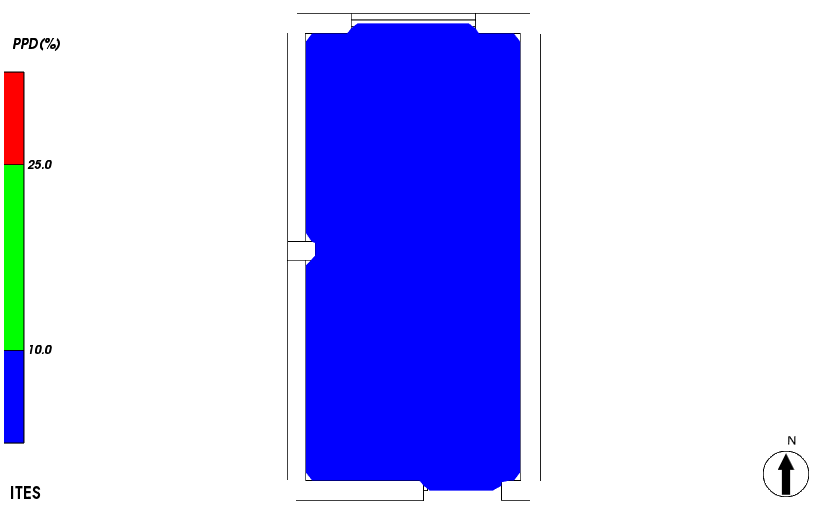 PPD(%)
25.0
10.0
N
ITES